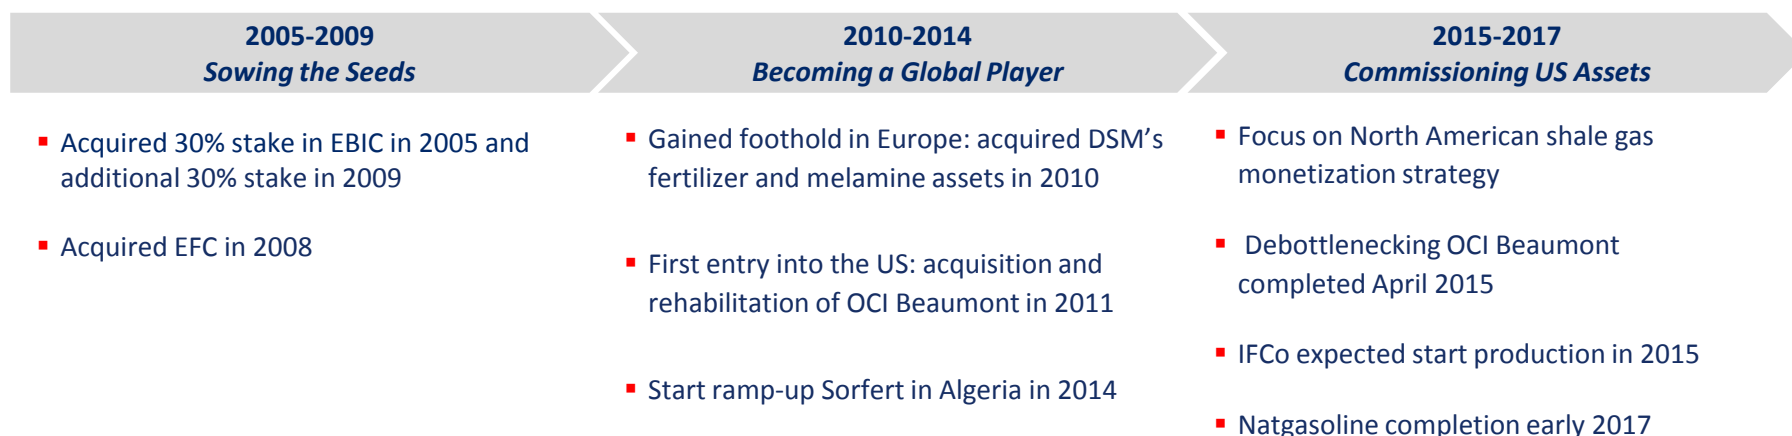 2005-2009
Sowing the Seeds
▪ Acquired 30% stake in EBIC in 2005 and
additional 30% stake in 2009
▪ Acquired EFC in 2008
2010-2014
Becoming a Global Player
▪ Gained foothold in Europe: acquired DSM’s
fertilizer and melamine assets in 2010
▪ First entry into the US: acquisition and
rehabilitation of OCI Beaumont in 2011
▪ Start ramp-up Sorfert in Algeria in 2014
2015-2017
Commissioning US Assets
▪ Focus on North American shale gas
monetization strategy
▪ Debottlenecking OCI Beaumont
completed April 2015
▪ IFCo expected start production in 2015
▪ Natgasoline completion early 2017